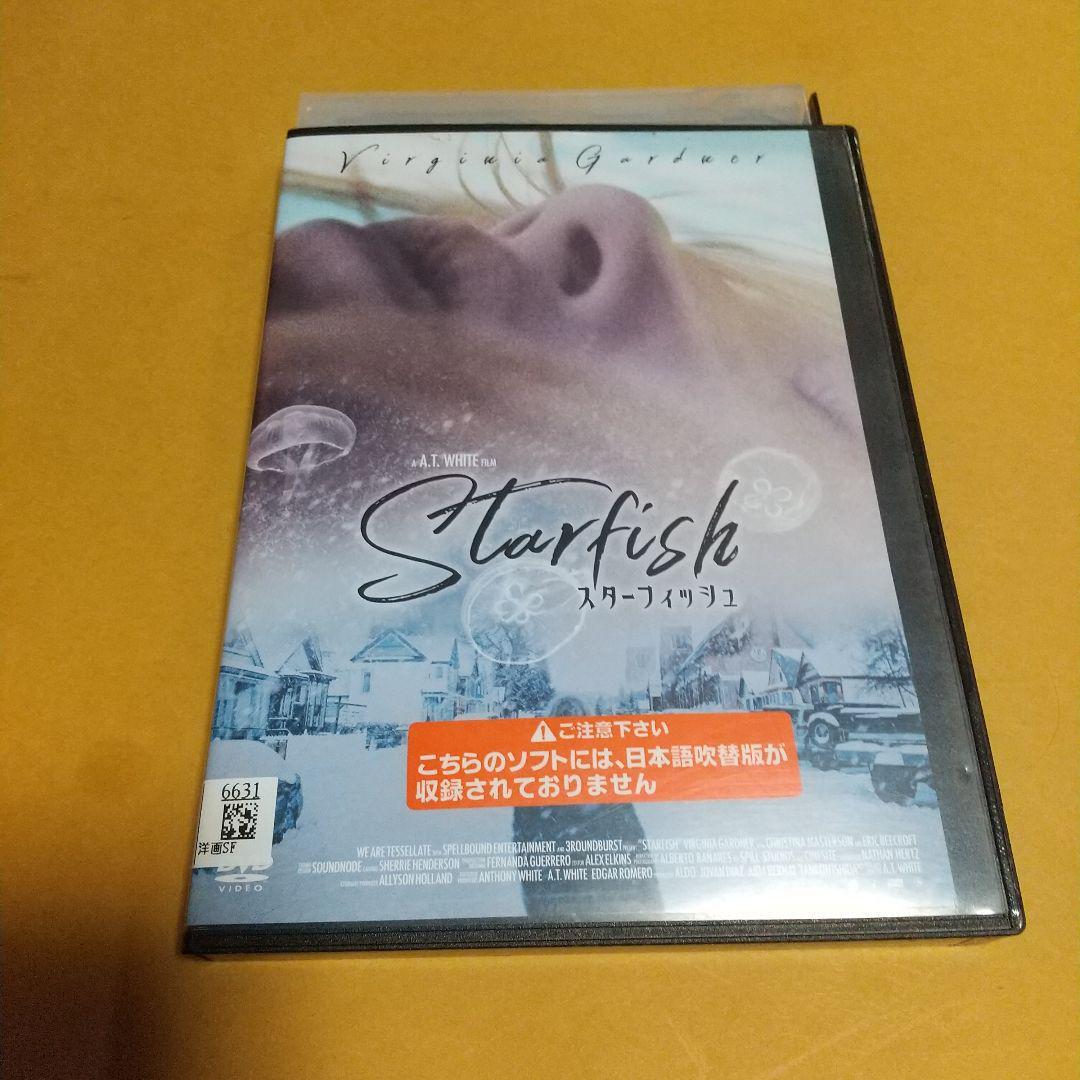 Virginia Gardner
A A.T. WHITE FILM
Starfish
スターフィッシュ
ご注意下さい
こちらのソフトには、日本語吹替版が
収録されておりません
6631
洋画SF
DVD
VIDEO
WE ARE TESSELLATE WITH SPELLBOUND ENTERTAINMENT AND 3ROUNDBURST PRESENT "STARFISH" VIRGINIA GARDNER CHRISTINA MASTERSON ERIC BEECROFT
SOUNDNODE SHERRIE HENDERSON FERNANDA GUERRERO ALEX ELKINS ALBERTO BANARES NATHAN HERTZ
ALLYSON HOLLAND ANTHONY WHITE A.T. WHITE EDGAR ROMERO ALDO A.T. WHITE